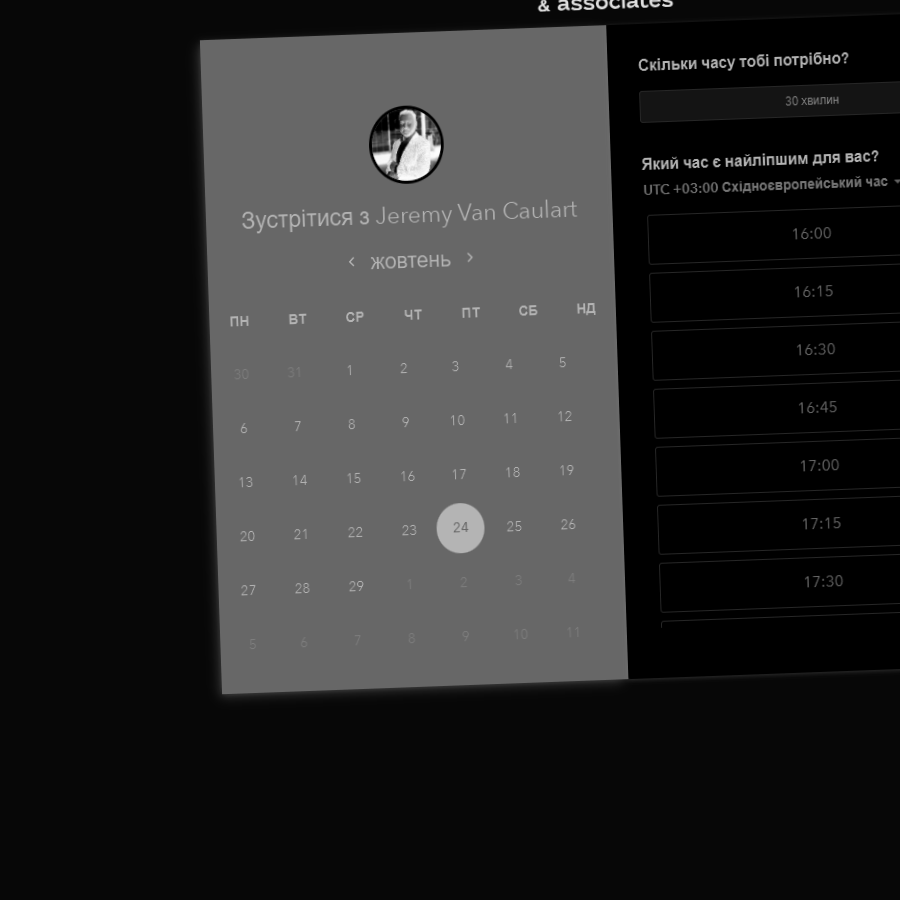 & associates
Зустрітися з Jeremy Van Caulart
‹ жовтень ›
ПН ВТ СР ЧТ ПТ СБ НД
30 31 1 2 3 4 5
6 7 8 9 10 11 12
13 14 15 16 17 18 19
20 21 22 23 24 25 26
27 28 29 1 2 3 4
5 6 7 8 9 10 11
Скільки часу тобі потрібно?
30 хвилин
Який час є найліпшим для вас?
UTC +03:00 Східноєвропейський час
16:00
16:15
16:30
16:45
17:00
17:15
17:30